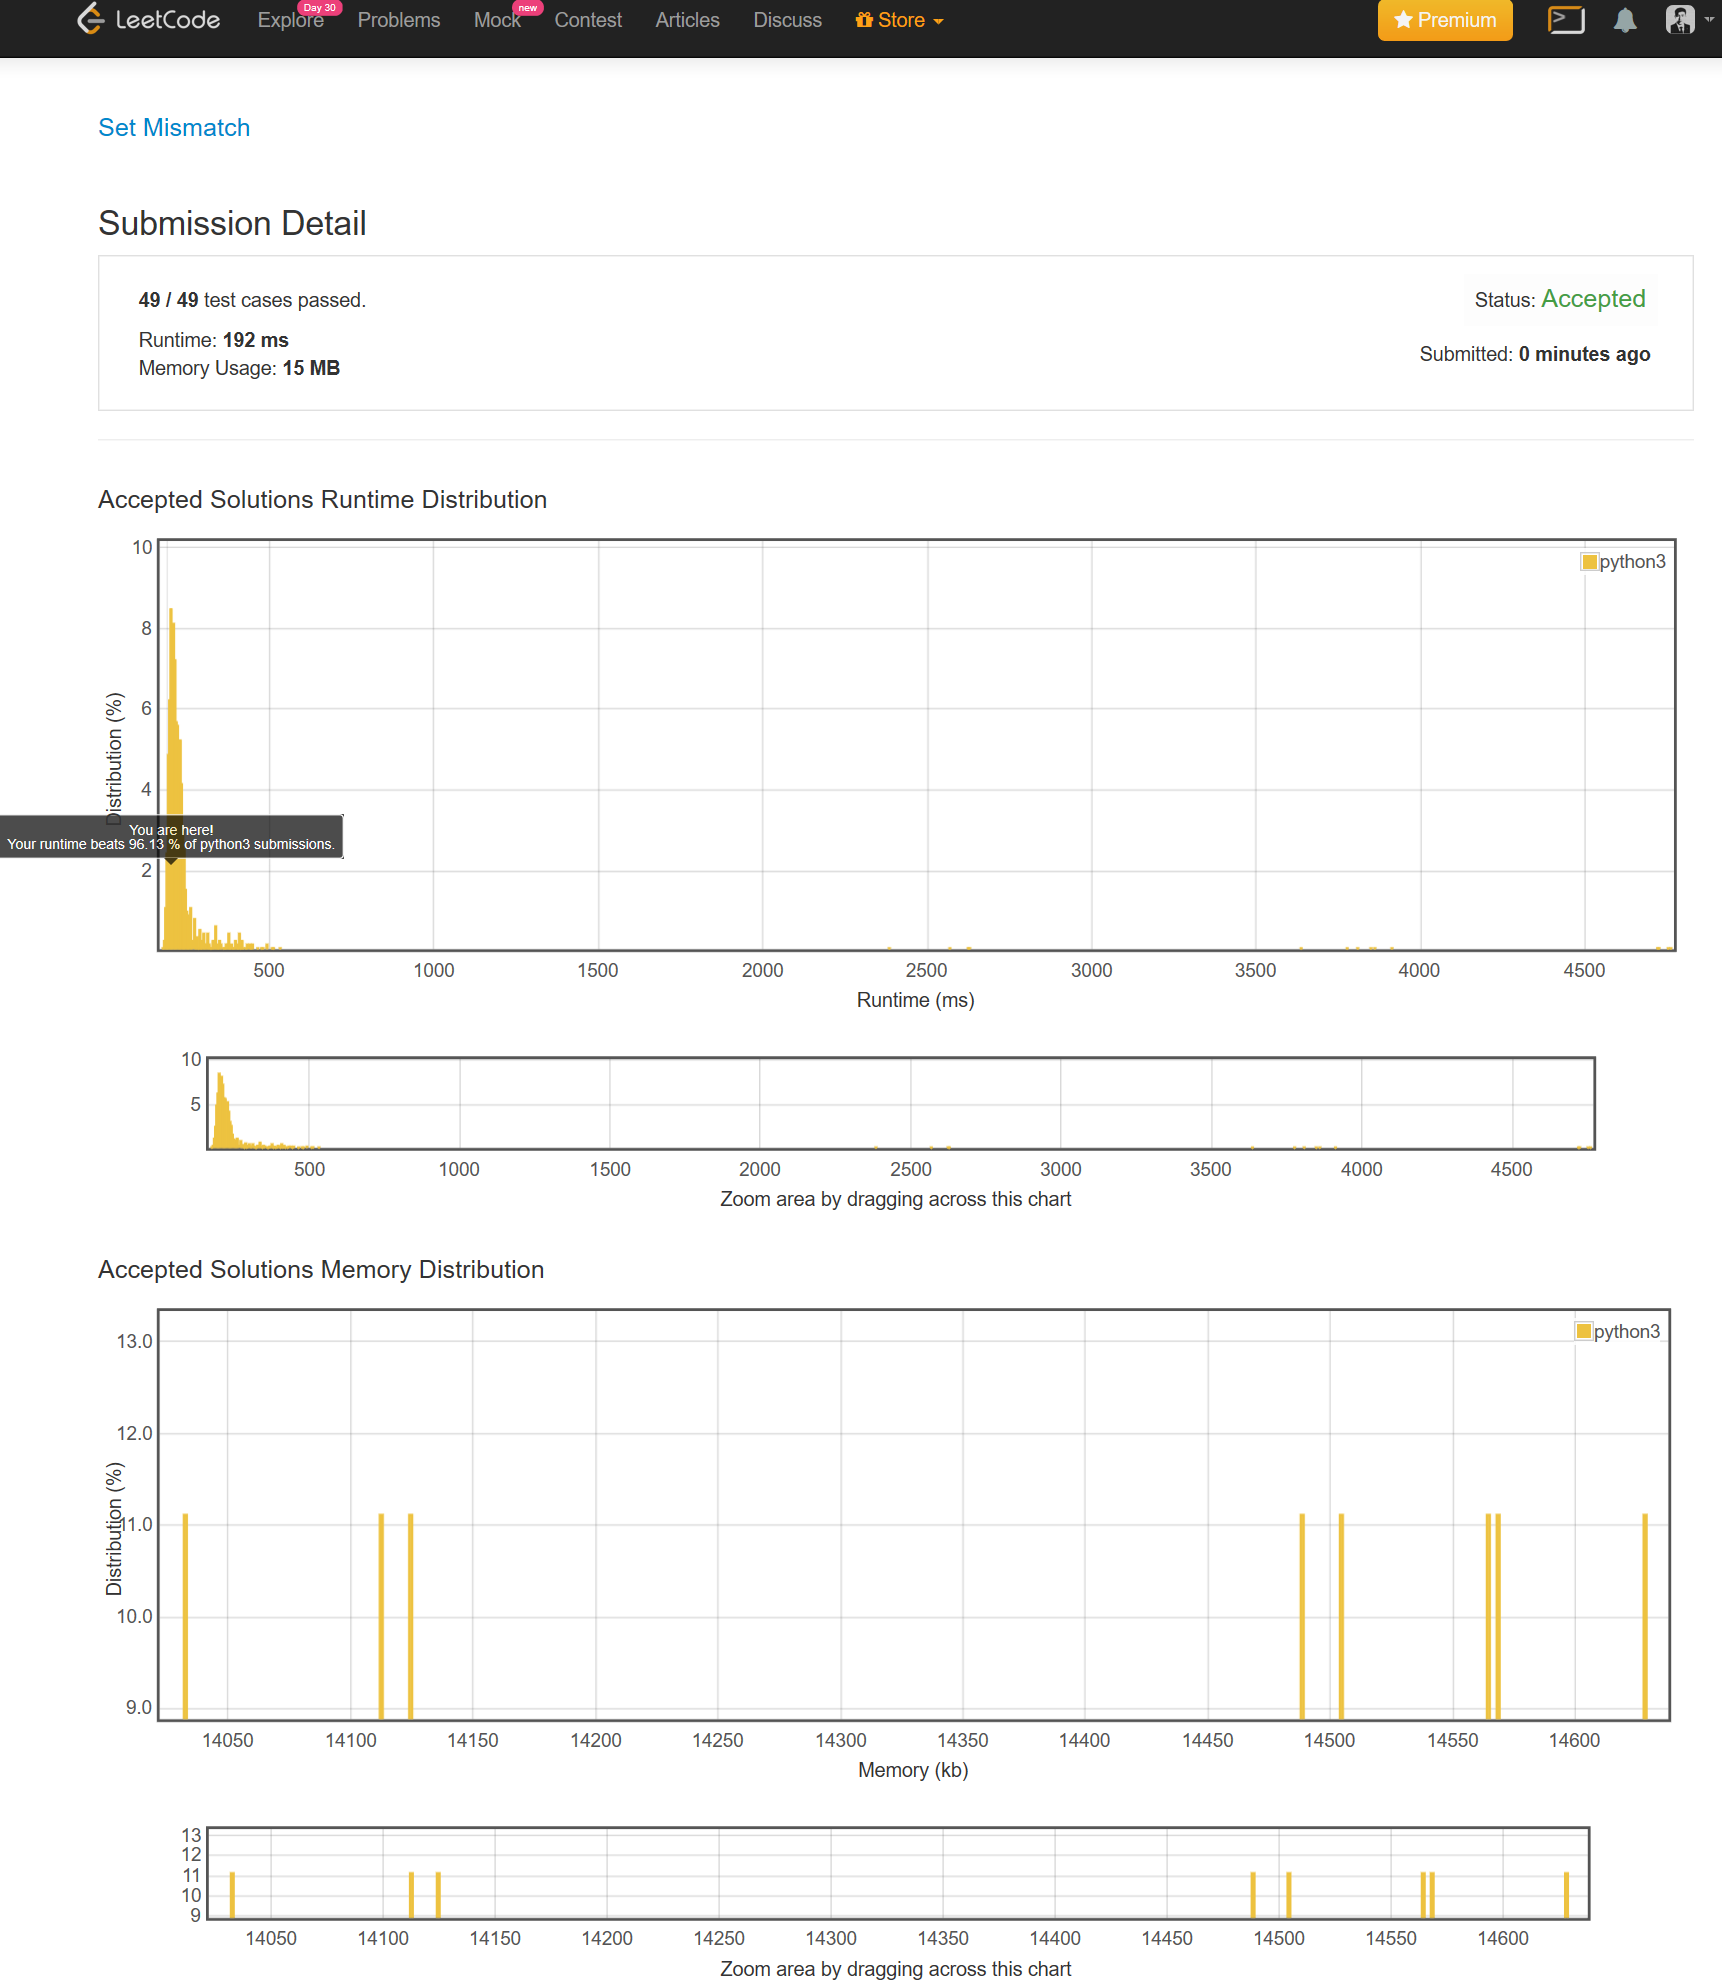 LeetCode Explore Day 30 Problems Mock new Contest Articles Discuss Store Premium
Set Mismatch
Submission Detail
49 / 49 test cases passed.
Status: Accepted
Runtime: 192 ms
Submitted: 0 minutes ago
Memory Usage: 15 MB
Accepted Solutions Runtime Distribution
10
python3
8
6
Distribution (%)
4
You are here!
Your runtime beats 96.13 % of python3 submissions.
2
500 1000 1500 2000 2500 3000 3500 4000 4500
Runtime (ms)
10
5
500 1000 1500 2000 2500 3000 3500 4000 4500
Zoom area by dragging across this chart
Accepted Solutions Memory Distribution
python3
13.0
12.0
Distribution (%)
11.0
10.0
9.0
14050 14100 14150 14200 14250 14300 14350 14400 14450 14500 14550 14600
Memory (kb)
13
12
11
10
9
14050 14100 14150 14200 14250 14300 14350 14400 14450 14500 14550 14600
Zoom area by dragging across this chart